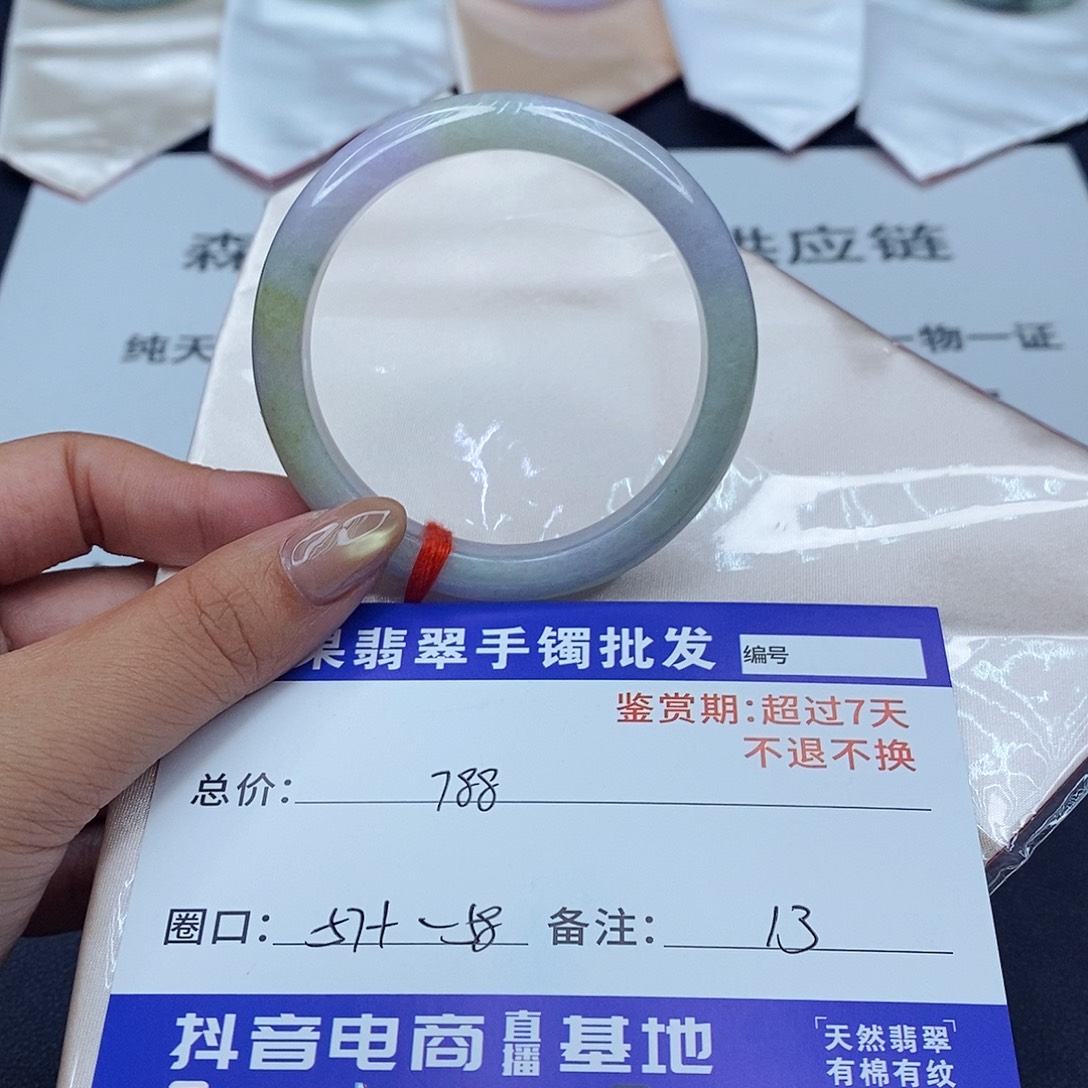 森 供应链
纯天 一物一证
果翡翠手镯批发 编号
鉴赏期:超过7天
不退不换
总价: 788
圈口: 57+～58 备注: 13
抖音电商直播基地
「天然翡翠」
有棉有纹